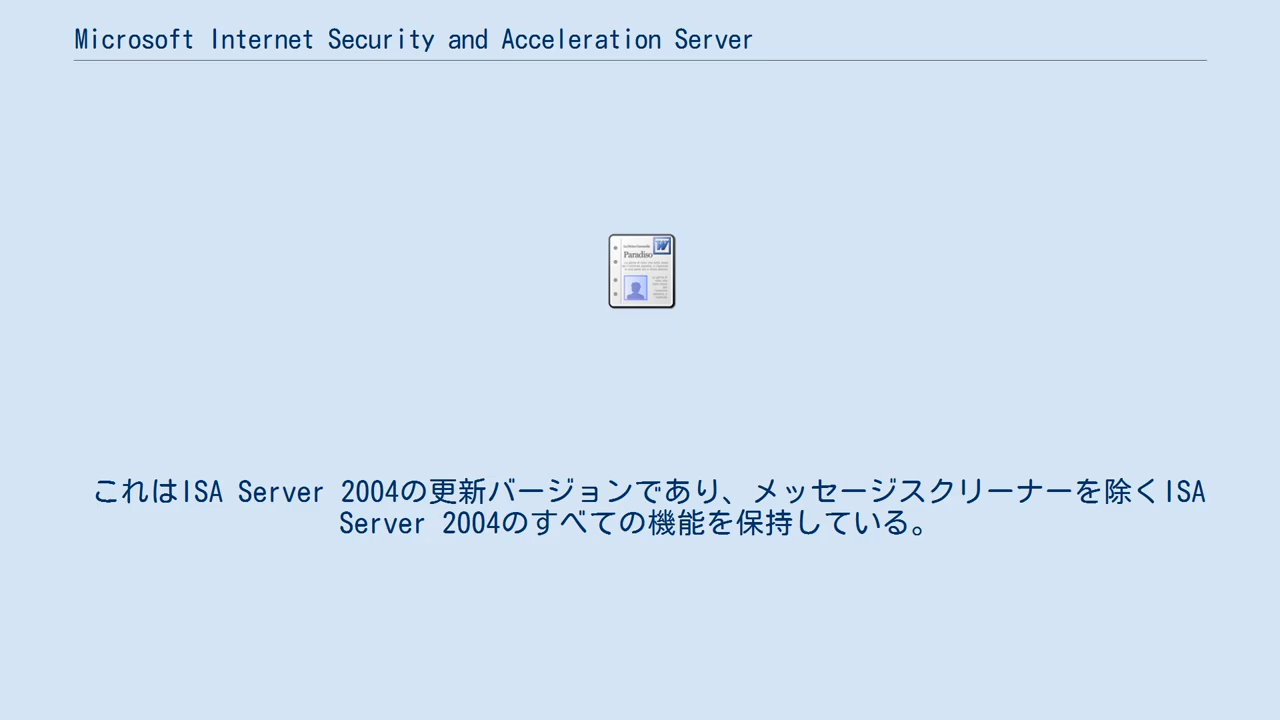 Microsoft Internet Security and Acceleration Server
Paradiso
W
これはISA Server 2004の更新バージョンであり、メッセージスクリーナーを除くISA
Server 2004のすべての機能を保持している。